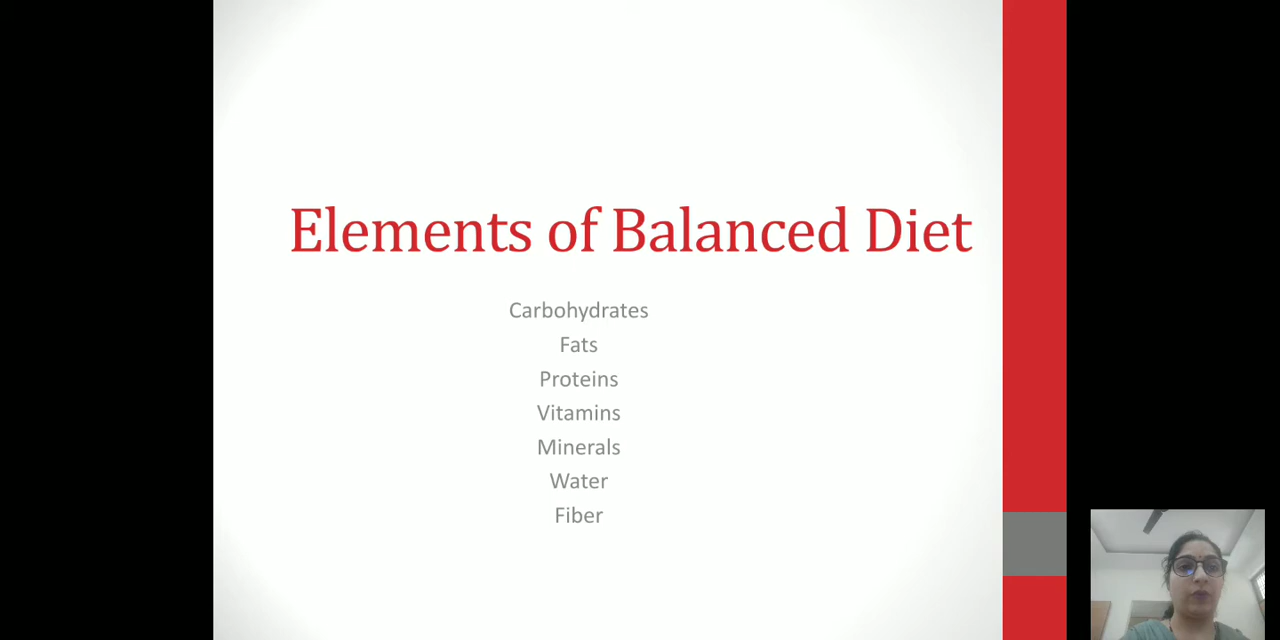 Elements of Balanced Diet
Carbohydrates
Fats
Proteins
Vitamins
Minerals
Water
Fiber